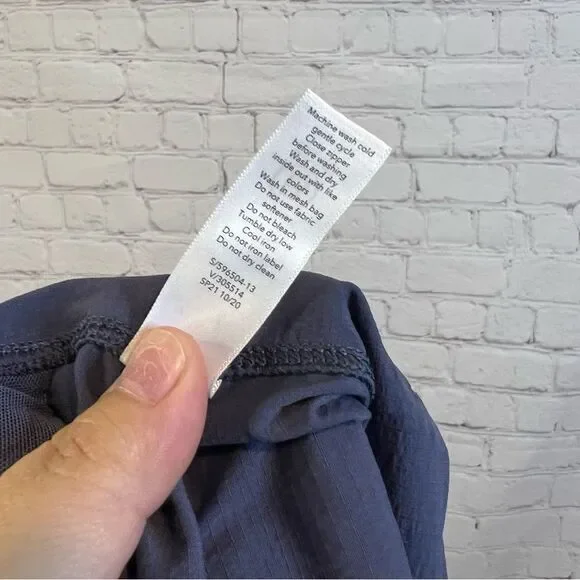 Machine wash cold
gentle cycle
Close zipper
before washing
Wash and dry
inside out with like
colors
Wash in mesh bag
Do not use fabric
softener
Do not bleach
Tumble dry low
Cool iron
Do not iron label
Do not dry clean
S/596504.13
V/305514
SP21 10/20